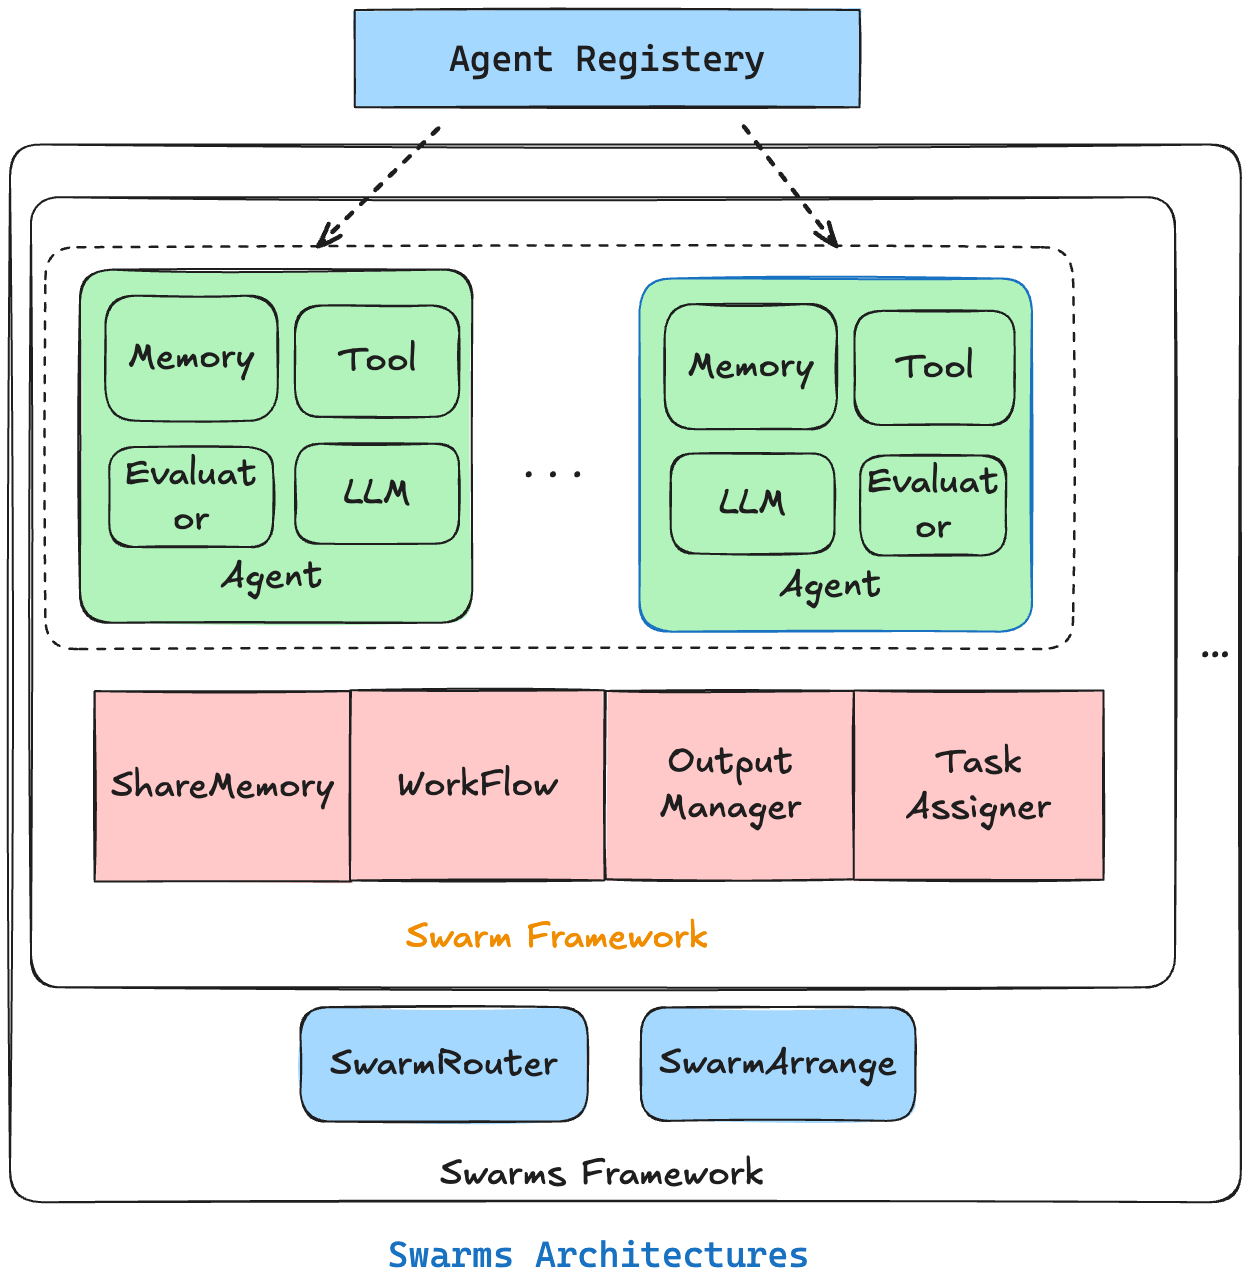 Agent Registery
Memory
Tool
Evaluat
or
LLM
Agent
...
Memory
Tool
LLM
Evaluat
or
Agent
...
ShareMemory
WorkFlow
Output
Manager
Task
Assigner
Swarm Framework
SwarmRouter
SwarmArrange
Swarms Framework
Swarms Architectures